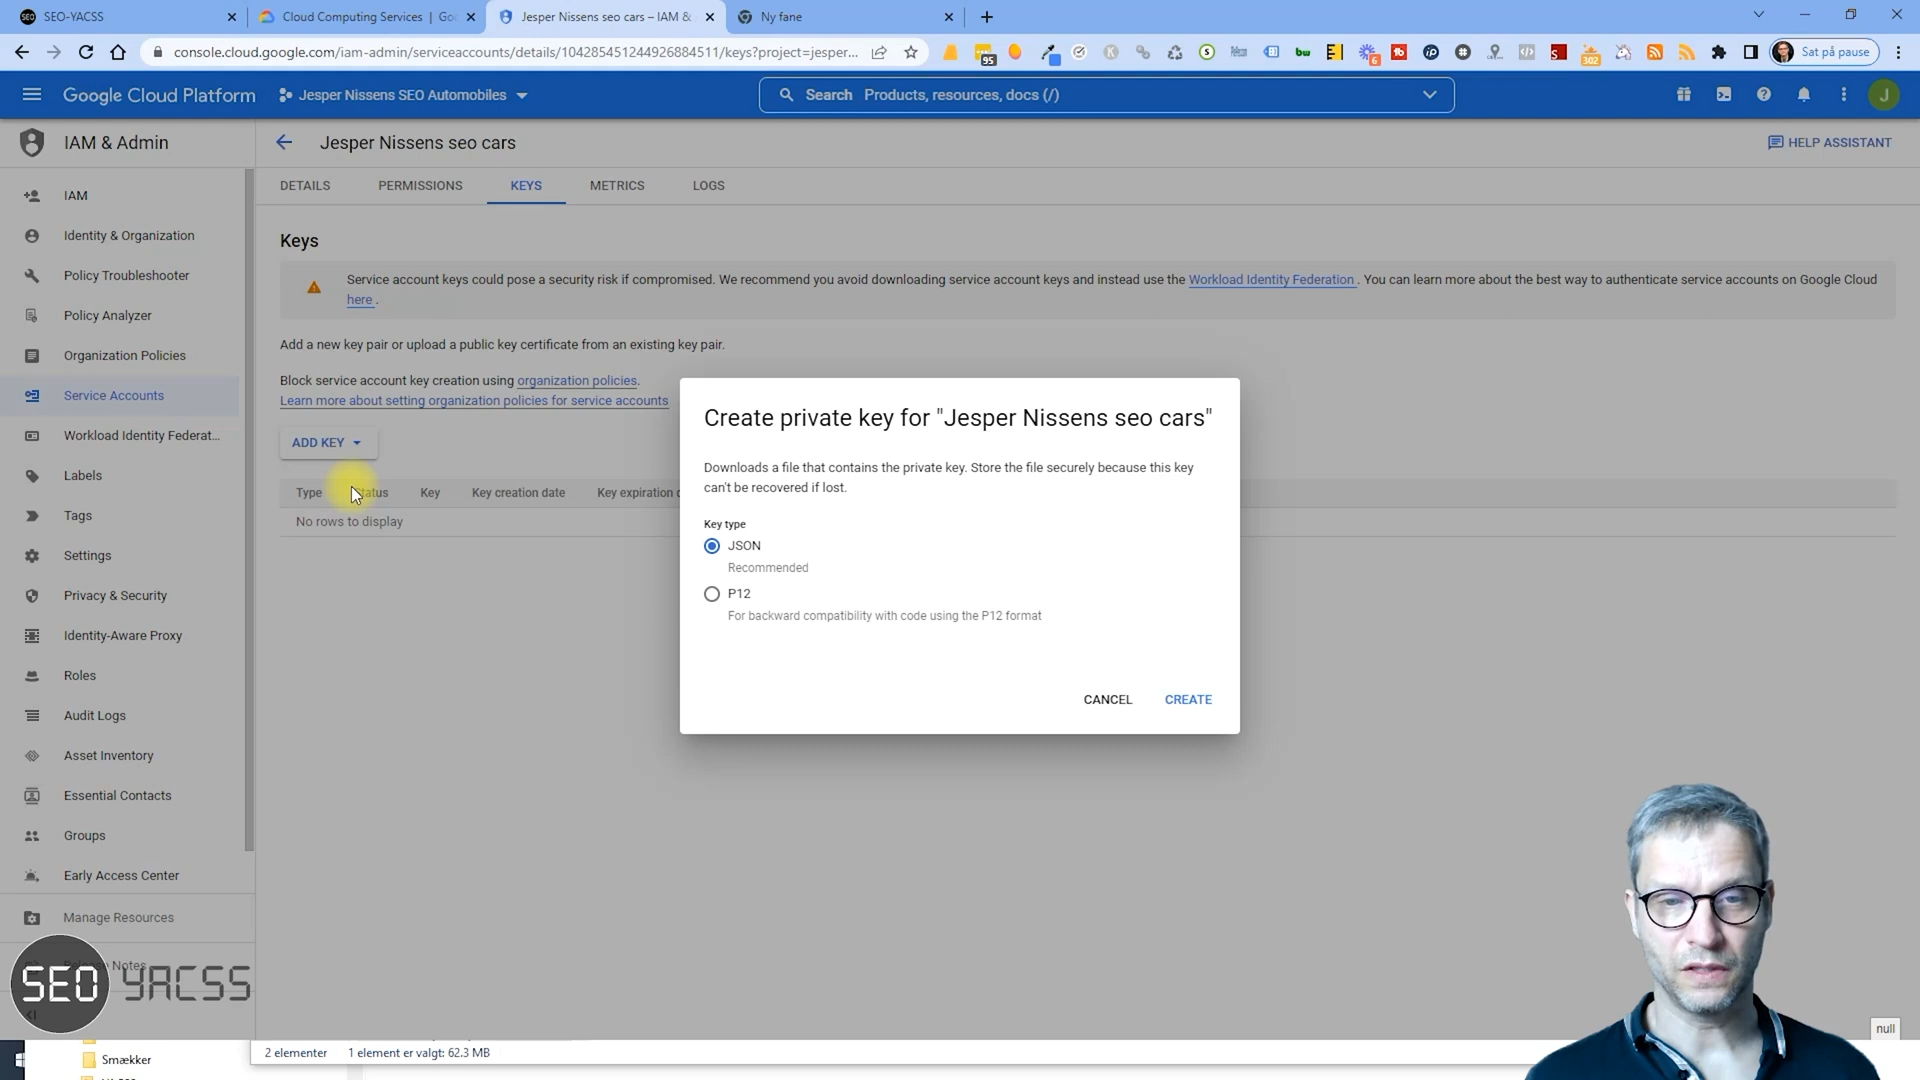 SEO SEO-YACSS
Cloud Computing Services | Goo
Jesper Nissens seo cars – IAM &
Ny fane
console.cloud.google.com/iam-admin/serviceaccounts/details/104285451244926884511/keys?project=jesper...
95
6
302
Sat på pause
Google Cloud Platform
Jesper Nissens SEO Automobiles
Search Products, resources, docs (/)
J
IAM & Admin
Jesper Nissens seo cars
HELP ASSISTANT
DETAILS PERMISSIONS KEYS METRICS LOGS
IAM
Identity & Organization
Policy Troubleshooter
Policy Analyzer
Organization Policies
Service Accounts
Workload Identity Federat...
Labels
Tags
Settings
Privacy & Security
Identity-Aware Proxy
Roles
Audit Logs
Asset Inventory
Essential Contacts
Groups
Early Access Center
Manage Resources
Release Notes
Keys
Service account keys could pose a security risk if compromised. We recommend you avoid downloading service account keys and instead use the Workload Identity Federation . You can learn more about the best way to authenticate service accounts on Google Cloud
here .
Add a new key pair or upload a public key certificate from an existing key pair.
Block service account key creation using organization policies.
Learn more about setting organization policies for service accounts
ADD KEY
Type Status Key Key creation date Key expiration
No rows to display
Create private key for "Jesper Nissens seo cars"
Downloads a file that contains the private key. Store the file securely because this key
can't be recovered if lost.
Key type
JSON
Recommended
P12
For backward compatibility with code using the P12 format
CANCEL CREATE
SEO YACSS
null
2 elementer 1 element er valgt: 62.3 MB
Smækker